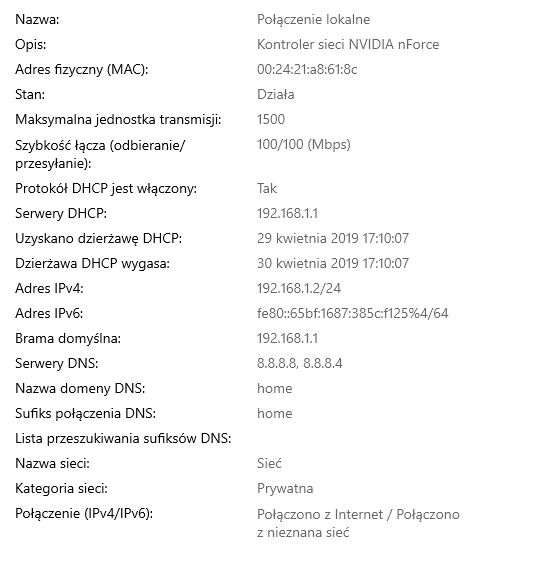 Nazwa: Połączenie lokalne
Opis: Kontroler sieci NVIDIA nForce
Adres fizyczny (MAC): 00:24:21:a8:61:8c
Stan: Działa
Maksymalna jednostka transmisji: 1500
Szybkość łącza (odbieranie/ 100/100 (Mbps)
przesyłanie):
Protokół DHCP jest włączony: Tak
Serwery DHCP: 192.168.1.1
Uzyskano dzierżawę DHCP: 29 kwietnia 2019 17:10:07
Dzierżawa DHCP wygasa: 30 kwietnia 2019 17:10:07
Adres IPv4: 192.168.1.2/24
Adres IPv6: fe80::65bf:1687:385c:f125%4/64
Brama domyślna: 192.168.1.1
Serwery DNS: 8.8.8.8, 8.8.8.4
Nazwa domeny DNS: home
Sufiks połączenia DNS: home
Lista przeszukiwania sufiksów DNS:
Nazwa sieci: Sieć
Kategoria sieci: Prywatna
Połączenie (IPv4/IPv6): Połączono z Internet / Połączono
z nieznana sieć